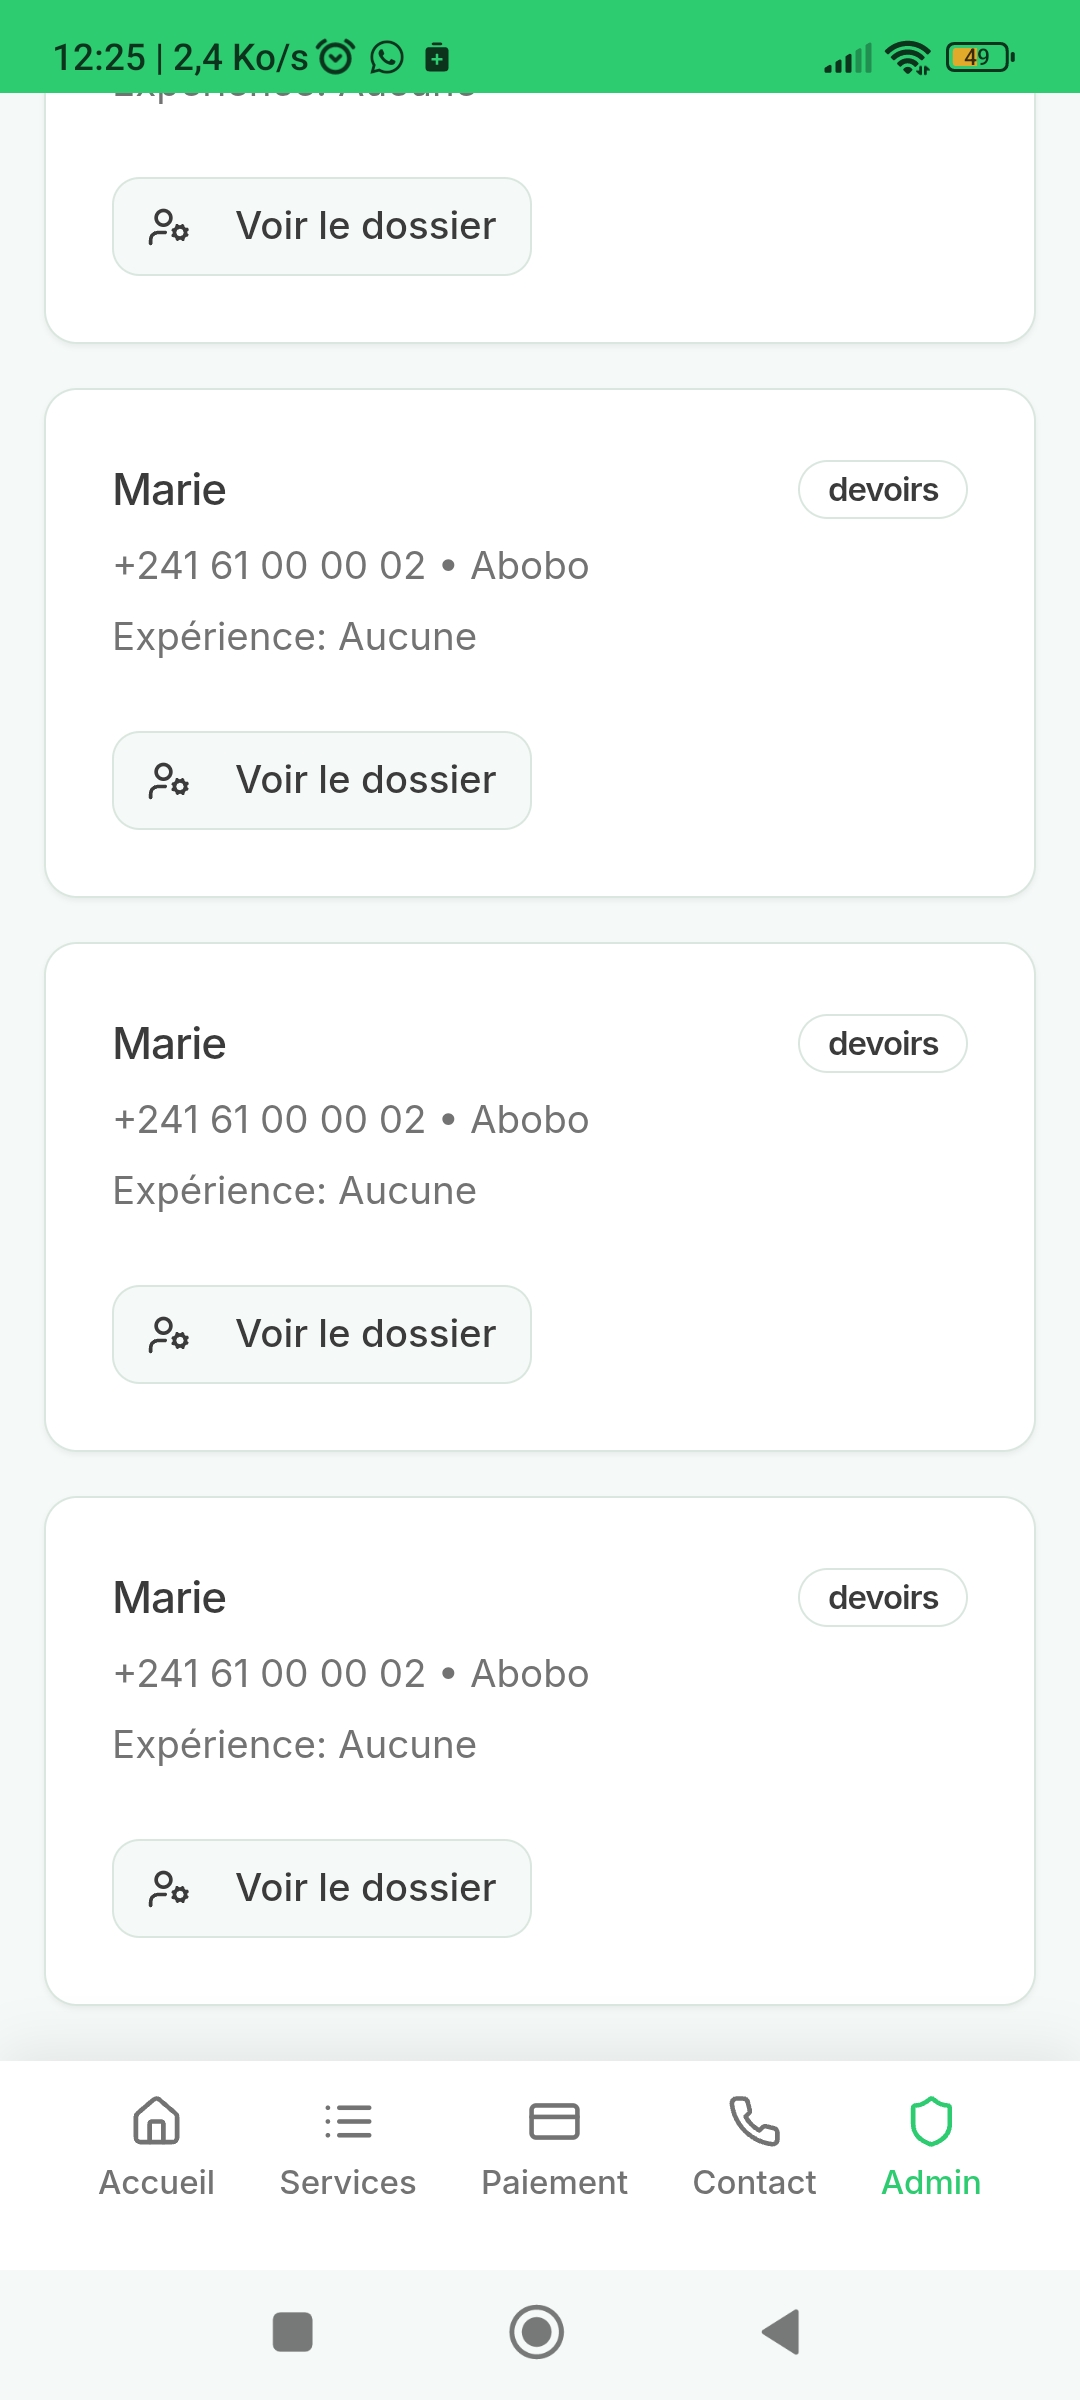 12:25 | 2,4 Ko/s
49
Expérience: Aucune
Voir le dossier
Marie
devoirs
+241 61 00 00 02 • Abobo
Expérience: Aucune
Voir le dossier
Marie
devoirs
+241 61 00 00 02 • Abobo
Expérience: Aucune
Voir le dossier
Marie
devoirs
+241 61 00 00 02 • Abobo
Expérience: Aucune
Voir le dossier
Accueil
Services
Paiement
Contact
Admin